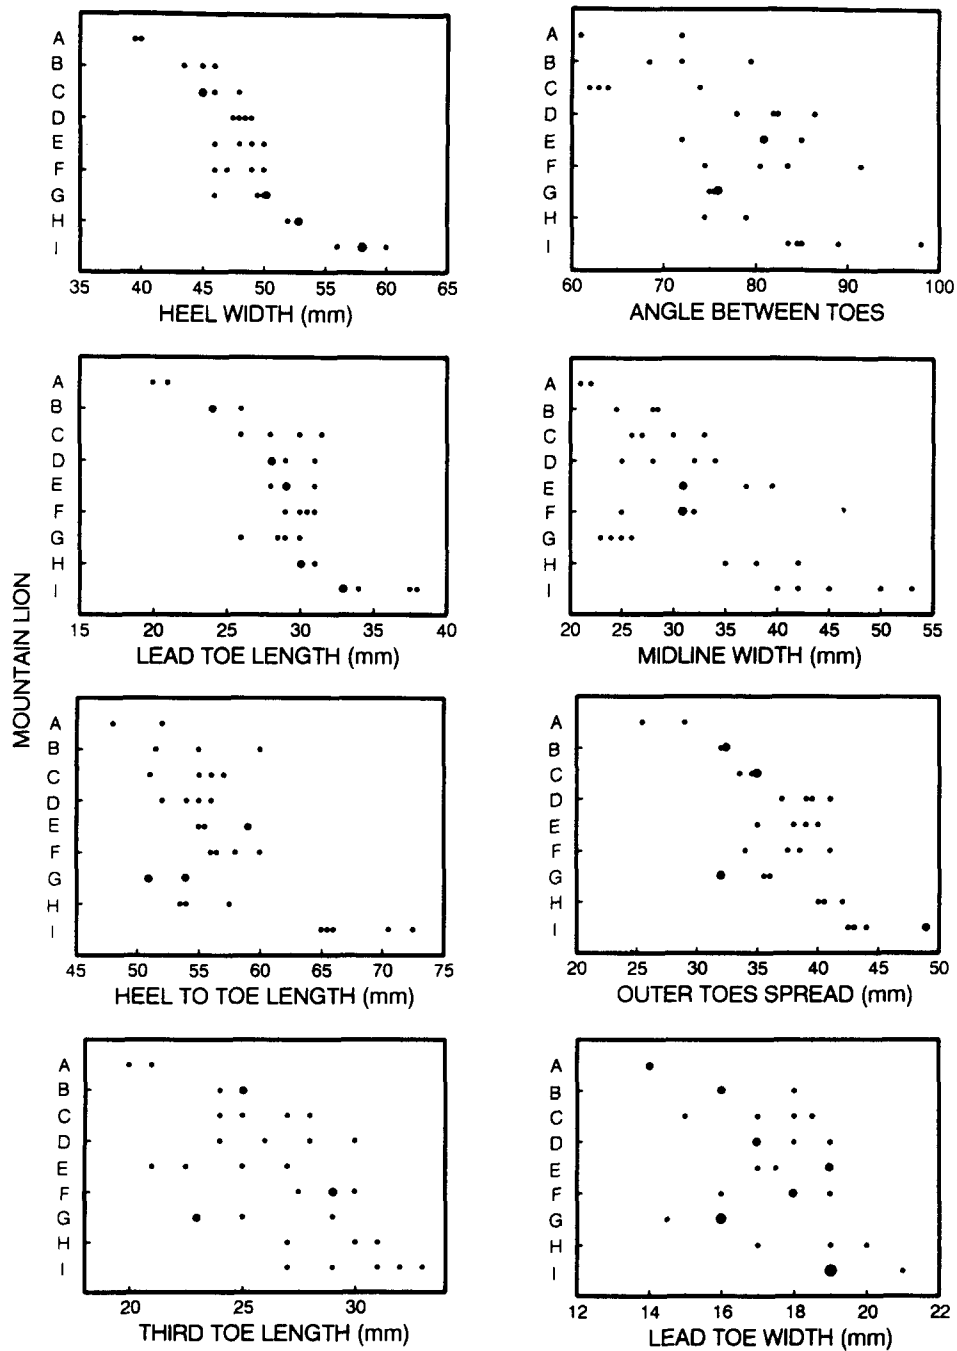 A
B
C
D
E
F
G
H
I
35 40 45 50 55 60 65
HEEL WIDTH (mm)
A
B
C
D
E
F
G
H
I
60 70 80 90 100
ANGLE BETWEEN TOES
MOUNTAIN LION
A
B
C
D
E
F
G
H
I
15 20 25 30 35 40
LEAD TOE LENGTH (mm)
A
B
C
D
E
F
G
H
I
20 25 30 35 40 45 50 55
MIDLINE WIDTH (mm)
A
B
C
D
E
F
G
H
I
45 50 55 60 65 70 75
HEEL TO TOE LENGTH (mm)
A
B
C
D
E
F
G
H
I
20 25 30 35 40 45 50
OUTER TOES SPREAD (mm)
A
B
C
D
E
F
G
H
I
20 25 30
THIRD TOE LENGTH (mm)
A
B
C
D
E
F
G
H
I
12 14 16 18 20 22
LEAD TOE WIDTH (mm)